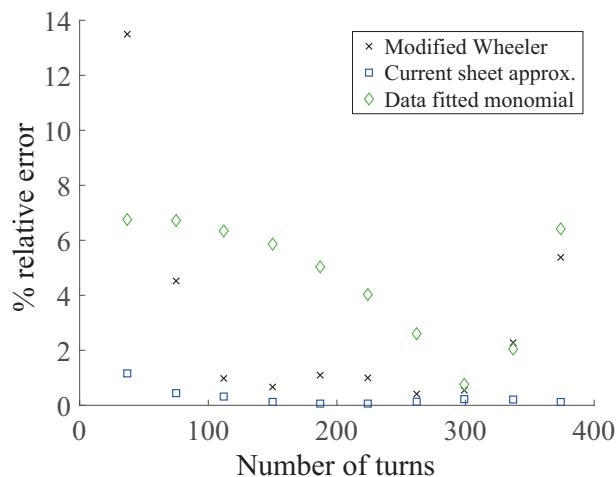 14
12
10
8
6
4
2
0
% relative error
Modified Wheeler
Current sheet approx.
Data fitted monomial
0
100
200
300
400
Number of turns